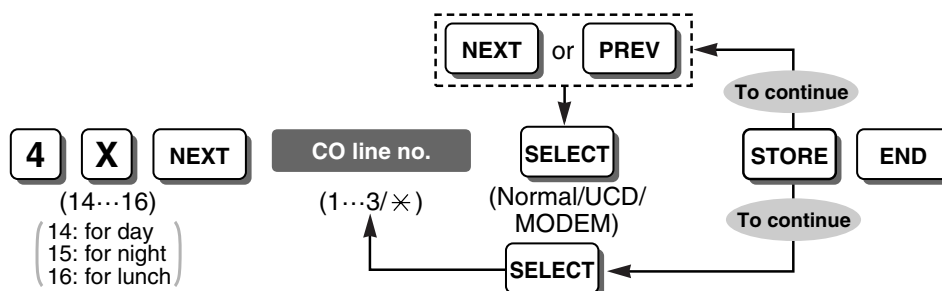 NEXT or PREV
To continue
4 X NEXT CO line no. SELECT STORE END
(14···16) (1···3/✳) (Normal/UCD/
MODEM)
To continue
14: for day
15: for night
16: for lunch
SELECT